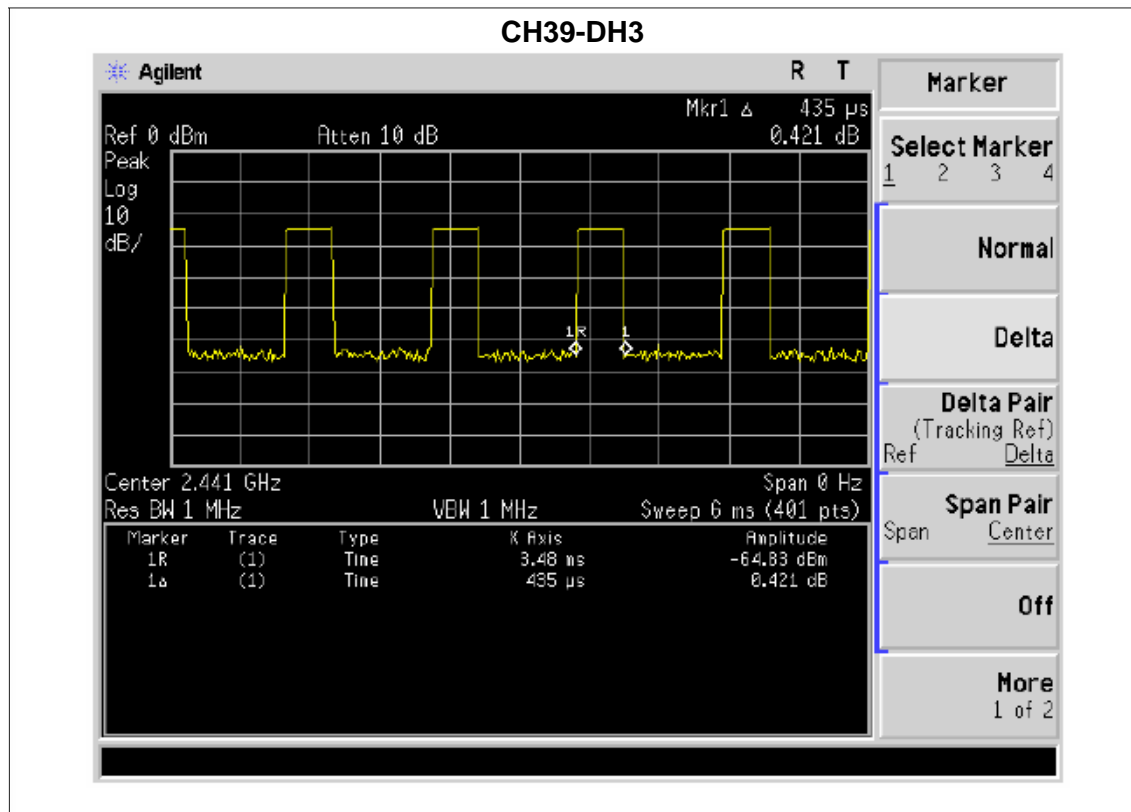 CH39-DH3
Agilent R T
Mkr1 Δ 435 µs
Ref 0 dBm Atten 10 dB 0.421 dB
Peak
Log
10
dB/
1R 1
Center 2.441 GHz Span 0 Hz
Res BW 1 MHz VBW 1 MHz Sweep 6 ms (401 pts)
Marker Trace Type X Axis Amplitude
1R (1) Time 3.48 ms -64.83 dBm
1Δ (1) Time 435 µs 0.421 dB
Marker
Select Marker
1 2 3 4
Normal
Delta
Delta Pair
(Tracking Ref)
Ref Delta
Span Pair
Span Center
Off
More
1 of 2